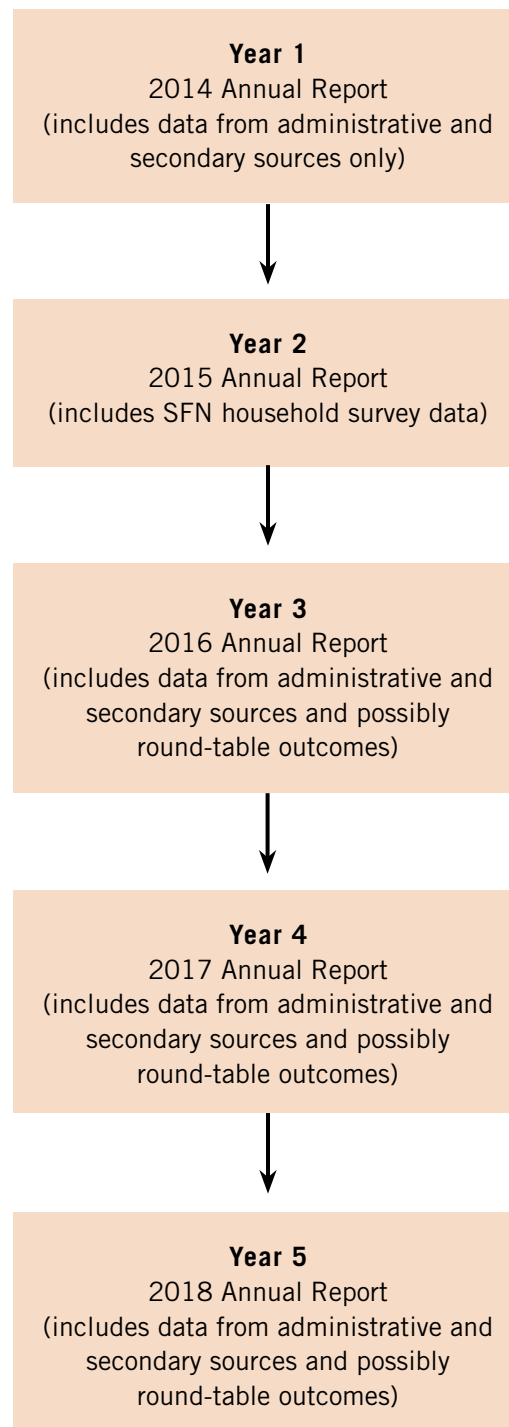 Year 1
2014 Annual Report
(includes data from administrative and
secondary sources only)
Year 2
2015 Annual Report
(includes SFN household survey data)
Year 3
2016 Annual Report
(includes data from administrative and
secondary sources and possibly
round-table outcomes)
Year 4
2017 Annual Report
(includes data from administrative and
secondary sources and possibly
round-table outcomes)
Year 5
2018 Annual Report
(includes data from administrative and
secondary sources and possibly
round-table outcomes)